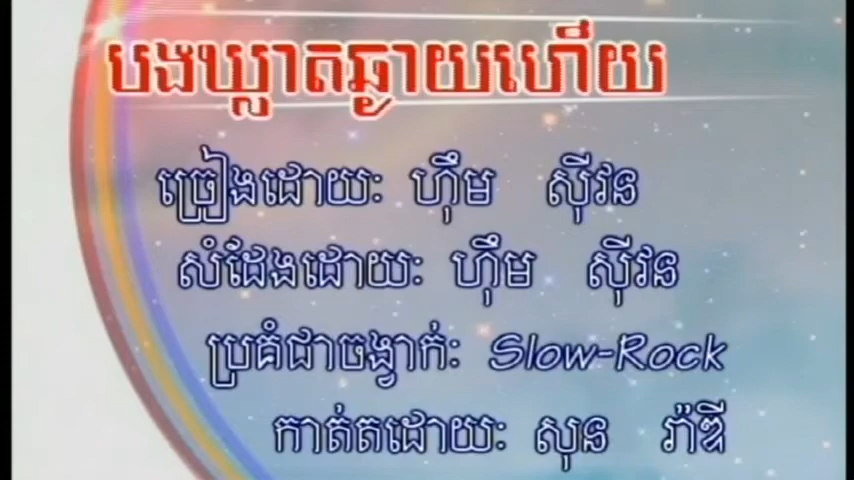 បងឃ្លាតឆ្ងាយហើយ
ច្រៀងដោយៈ ហ៊ឹម ស៊ីវន
សំដែងដោយៈ ហ៊ឹម ស៊ីវន
ប្រគំជាចង្វាក់ៈ Slow-Rock
កាត់តដោយៈ សុន រ៉ាឌី